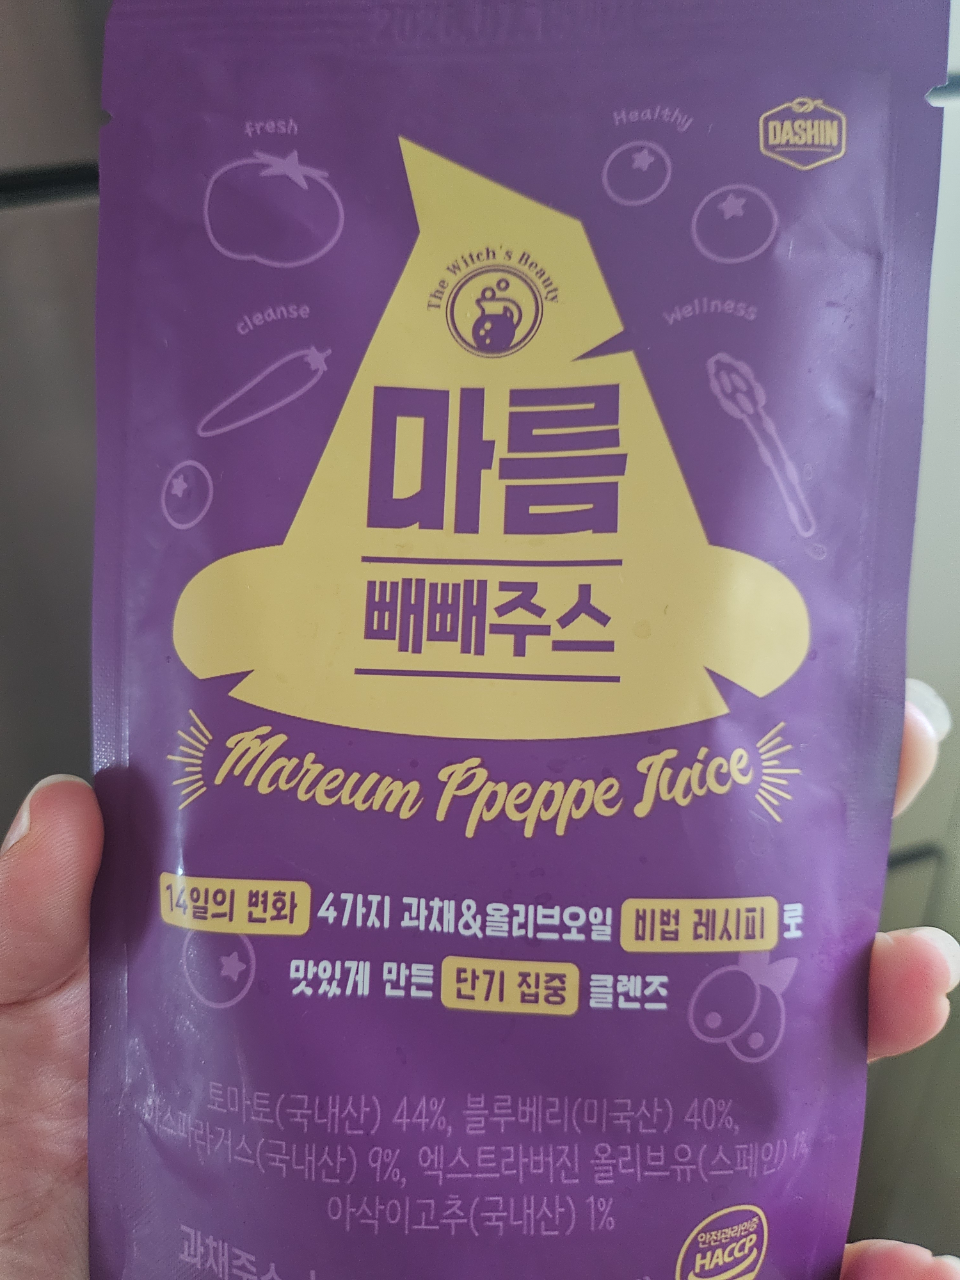 Fresh
Healthy
DASHIN
The Witch's Beauty
cleanse
Wellness
마름
빼빼주스
Mareum Ppeppe Juice
14일의 변화 4가지 과채&올리브오일 비법 레시피로
맛있게 만든 단기 집중 클렌즈
토마토(국내산) 44%, 블루베리(미국산) 40%,
아스파라거스(국내산) 9%, 엑스트라버진 올리브유(스페인) 1%
아삭이고추(국내산) 1%
안전관리인증
HACCP
과채주스